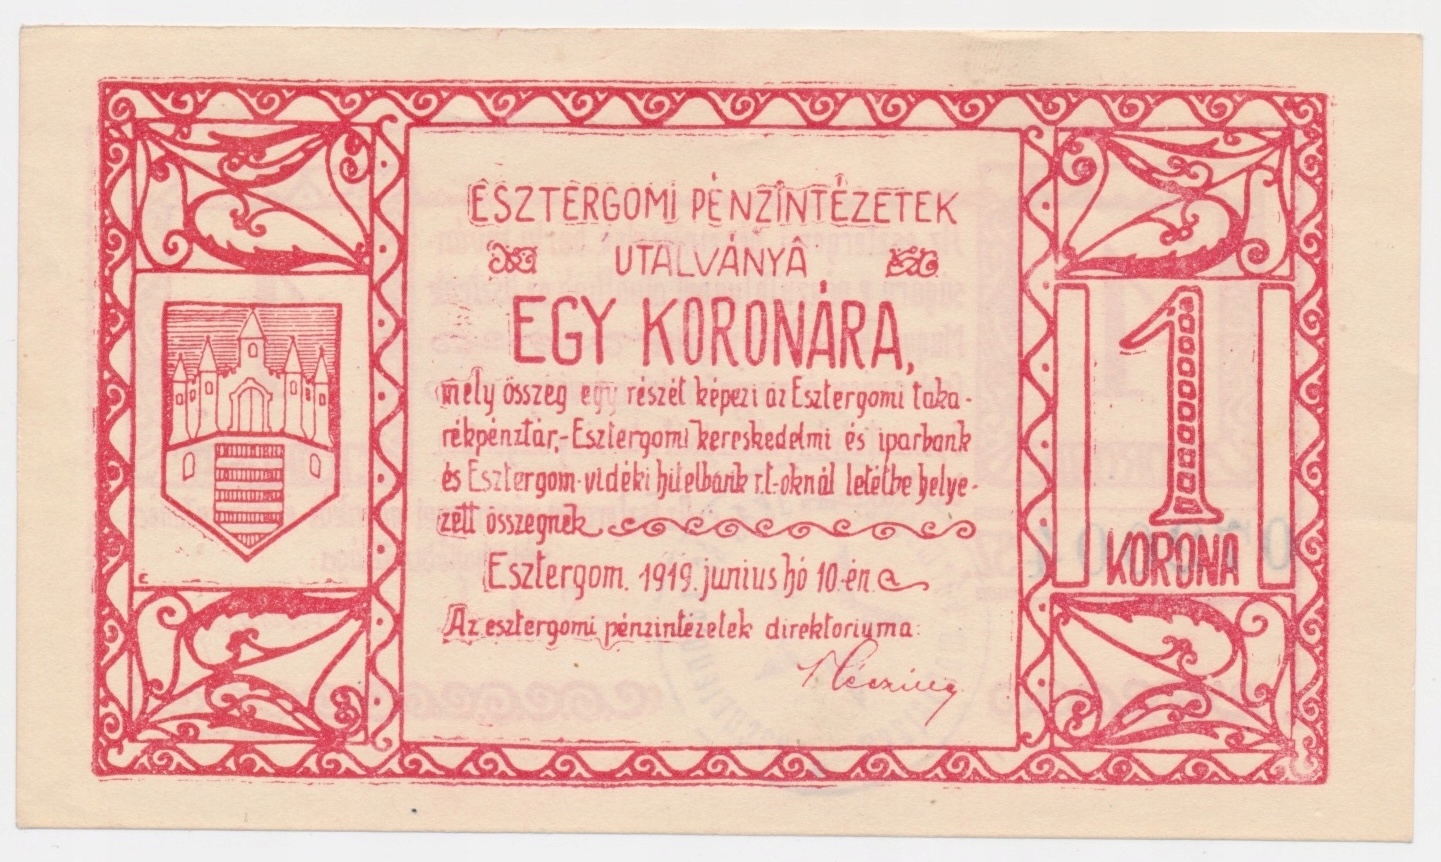 ESZTERGOMI PÉNZINTÉZETEK
UTALVÁNYA
EGY KORONÁRA,
mely összeg egy részét képezi az Esztergomi taka-
rékpénztár,-Esztergomi kereskedelmi és iparbank
és Esztergom-vidéki hitelbank r.t.-oknál letétbe helye-
zett összegnek
Esztergom. 1919. junius hó 10.-én.
Az esztergomi pénzintézetek direktoriuma:
1
KORONA